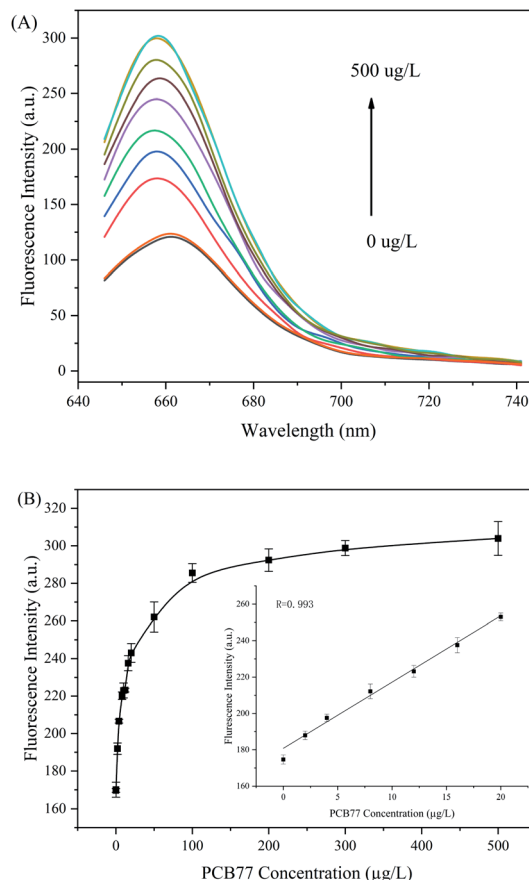 (A)
300
250
200
150
100
50
0
Fluorescence Intensity (a.u.)
500 ug/L
0 ug/L
640 660 680 700 720 740
Wavelength (nm)
(B)
320
300
280
260
240
220
200
180
160
Fluorescence Intensity (a.u.)
R=0.993
260
240
220
200
180
160
Flurescence Intensity (a.u.)
0 5 10 15 20
PCB77 Concentration (µg/L)
0 100 200 300 400 500
PCB77 Concentration (µg/L)